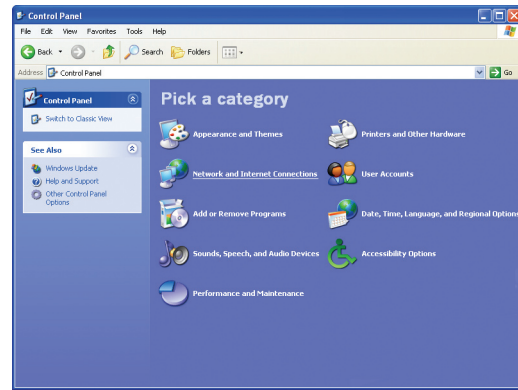 Control Panel
File Edit View Favorites Tools Help
Back Search Folders
Address Control Panel Go
Control Panel
Switch to Classic View
See Also
Windows Update
Help and Support
Other Control Panel
Options
Pick a category
Appearance and Themes
Printers and Other Hardware
Network and Internet Connections
User Accounts
Add or Remove Programs
Date, Time, Language, and Regional Options
Sounds, Speech, and Audio Devices
Accessibility Options
Performance and Maintenance